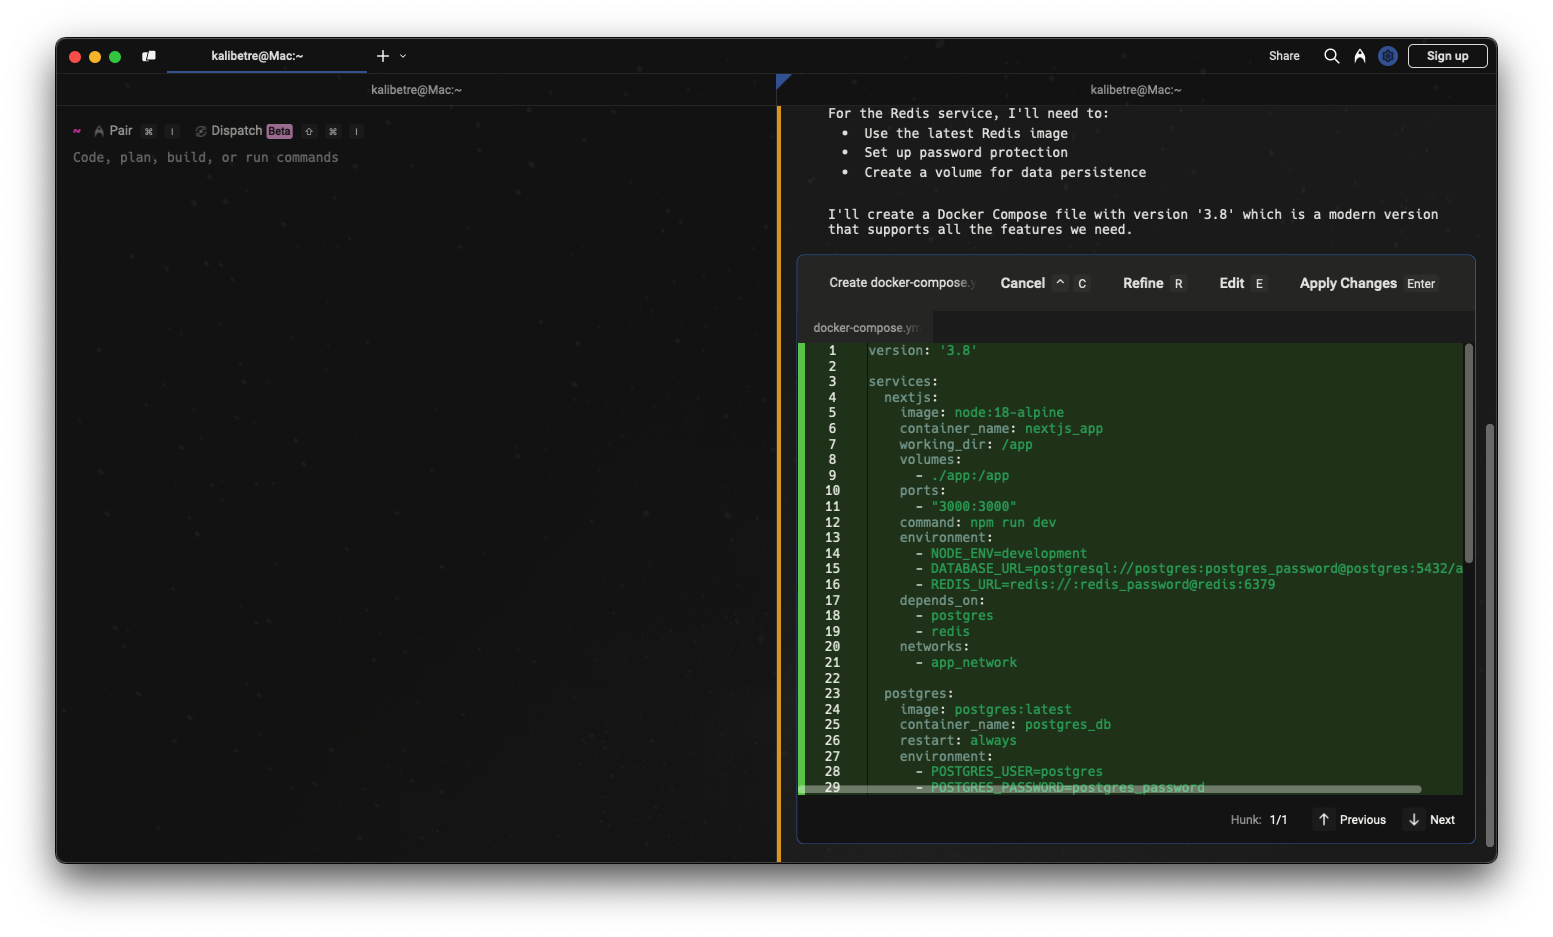 kalibetre@Mac:~
Share
Sign up
kalibetre@Mac:~
kalibetre@Mac:~
~ Pair ⌘ I Dispatch Beta ⇧ ⌘ I
Code, plan, build, or run commands
For the Redis service, I'll need to:
• Use the latest Redis image
• Set up password protection
• Create a volume for data persistence
I'll create a Docker Compose file with version '3.8' which is a modern version
that supports all the features we need.
Create docker-compose.y
Cancel ^ C
Refine R
Edit E
Apply Changes Enter
docker-compose.ym
1 version: '3.8'
2
3 services:
4 nextjs:
5 image: node:18-alpine
6 container_name: nextjs_app
7 working_dir: /app
8 volumes:
9 - ./app:/app
10 ports:
11 - "3000:3000"
12 command: npm run dev
13 environment:
14 - NODE_ENV=development
15 - DATABASE_URL=postgresql://postgres:postgres_password@postgres:5432/a
16 - REDIS_URL=redis://:redis_password@redis:6379
17 depends_on:
18 - postgres
19 - redis
20 networks:
21 - app_network
22
23 postgres:
24 image: postgres:latest
25 container_name: postgres_db
26 restart: always
27 environment:
28 - POSTGRES_USER=postgres
29 - POSTGRES_PASSWORD=postgres_password
Hunk: 1/1
↑ Previous
↓ Next